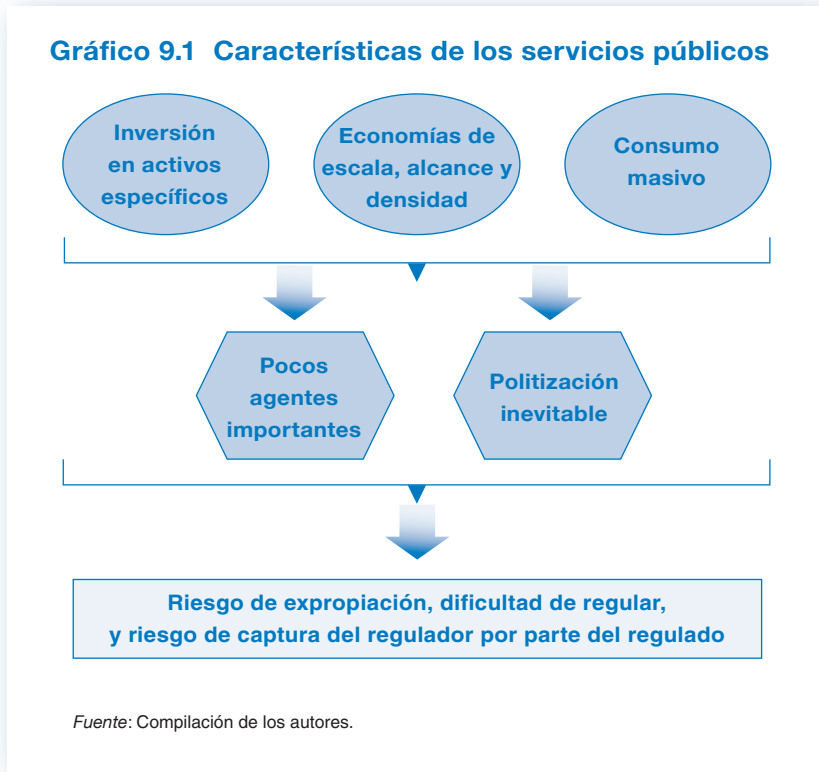 Gráfico 9.1 Características de los servicios públicos
Inversión
en activos
específicos
Economías de
escala, alcance y
densidad
Consumo
masivo
Pocos
agentes
importantes
Politización
inevitable
Riesgo de expropiación, dificultad de regular,
y riesgo de captura del regulador por parte del regulado
Fuente: Compilación de los autores.